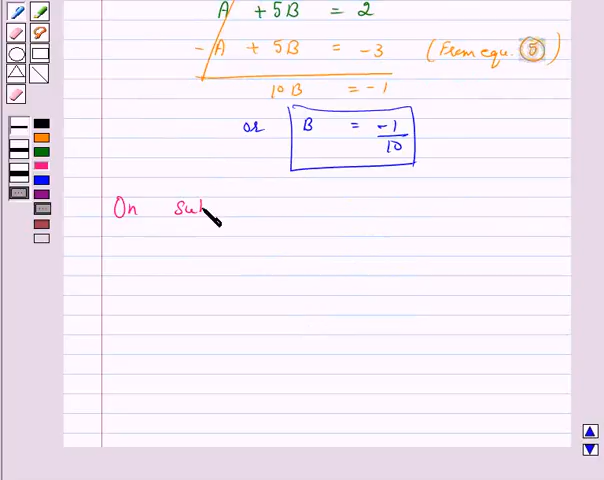 A + 5B = 2
- A + 5B = -3 (From equ. 5)
10B = -1
or B = -1/10
On sub